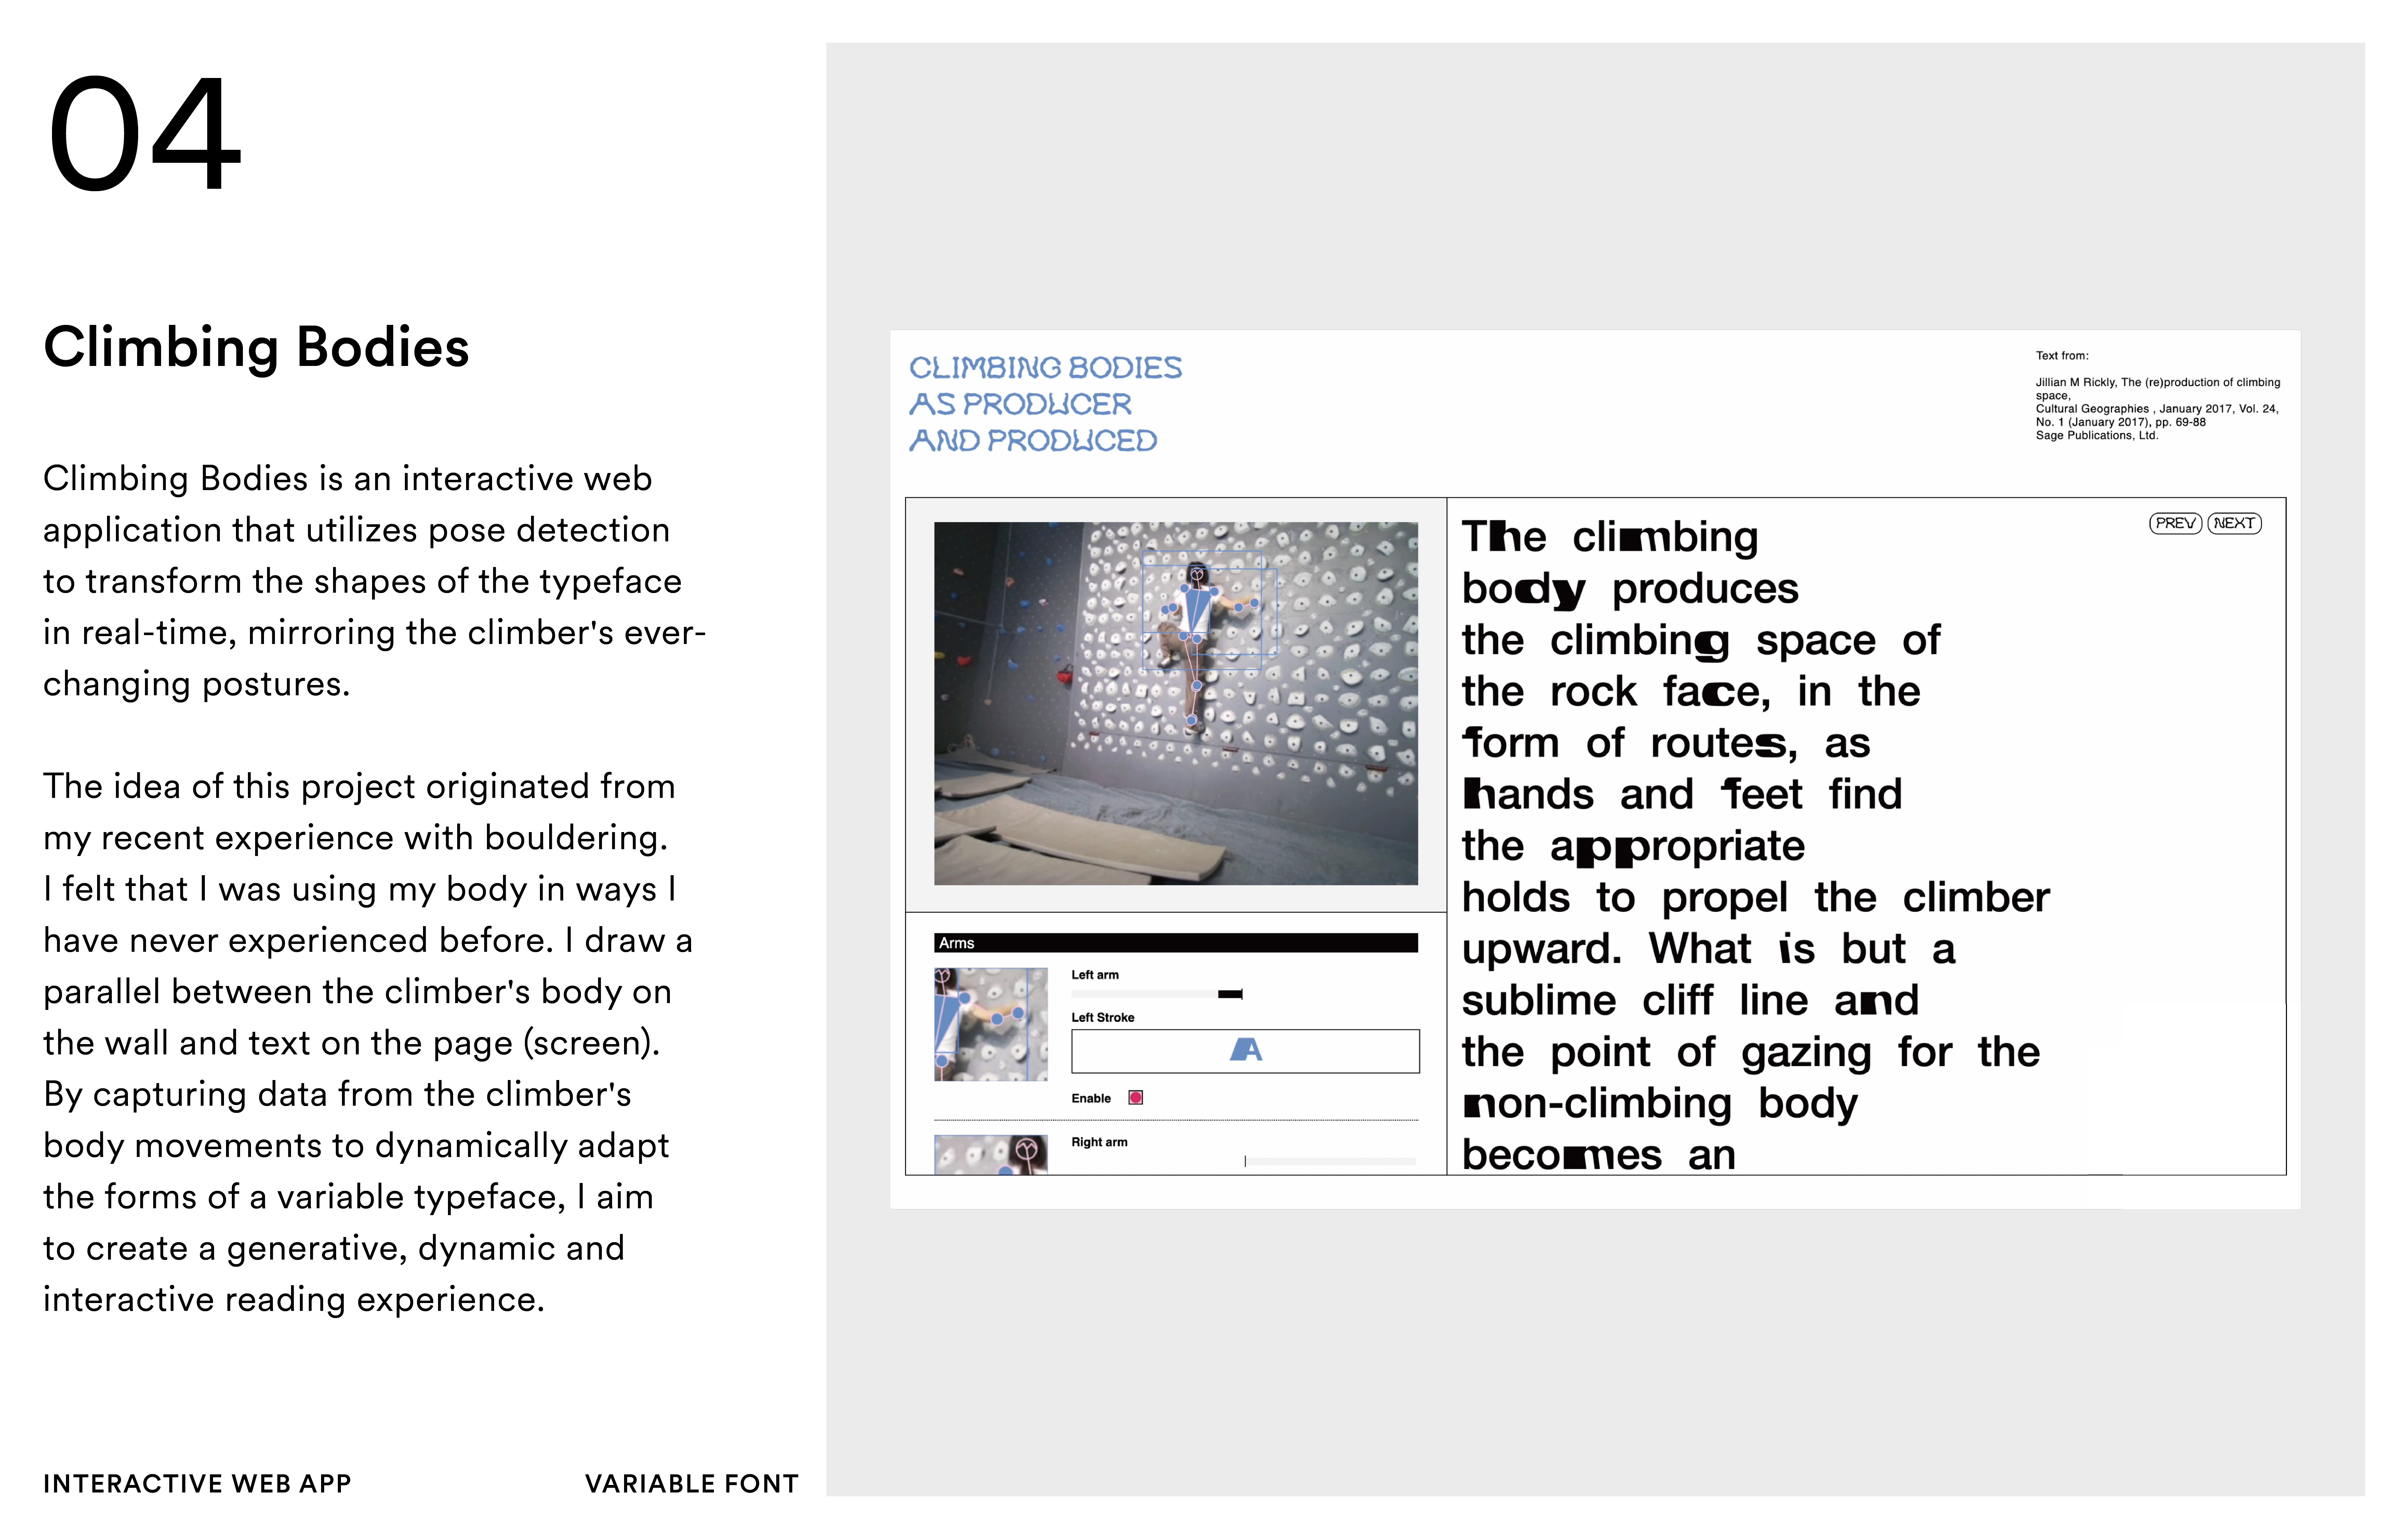 04
Climbing Bodies
Climbing Bodies is an interactive web
application that utilizes pose detection
to transform the shapes of the typeface
in real-time, mirroring the climber's ever-
changing postures.
The idea of this project originated from
my recent experience with bouldering.
I felt that I was using my body in ways I
have never experienced before. I draw a
parallel between the climber's body on
the wall and text on the page (screen).
By capturing data from the climber's
body movements to dynamically adapt
the forms of a variable typeface, I aim
to create a generative, dynamic and
interactive reading experience.
INTERACTIVE WEB APP
VARIABLE FONT
CLIMBING BODIES
AS PRODUCER
AND PRODUCED
Text from:
Jillian M Rickly, The (re)production of climbing
space,
Cultural Geographies , January 2017, Vol. 24,
No. 1 (January 2017), pp. 69-88
Sage Publications, Ltd.
Arms
Left arm
Left Stroke
A
Enable
Right arm
PREV NEXT
The climbing
body produces
the climbing space of
the rock face, in the
form of routes, as
hands and feet find
the appropriate
holds to propel the climber
upward. What is but a
sublime cliff line and
the point of gazing for the
non-climbing body
becomes an